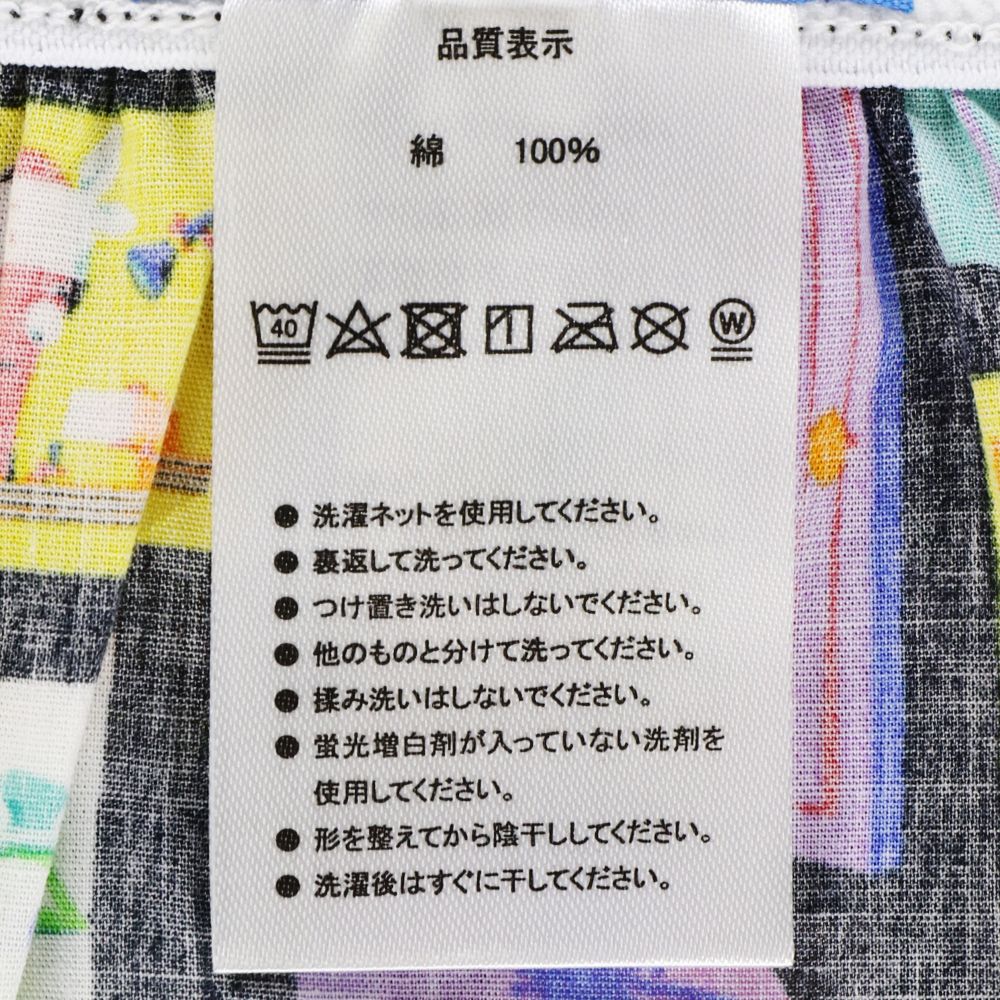 品質表示
綿 100%
40 W
● 洗濯ネットを使用してください。
● 裏返して洗ってください。
● つけ置き洗いはしないでください。
● 他のものと分けて洗ってください。
● 揉み洗いはしないでください。
● 蛍光増白剤が入っていない洗剤を
使用してください。
● 形を整えてから陰干ししてください。
● 洗濯後はすぐに干してください。